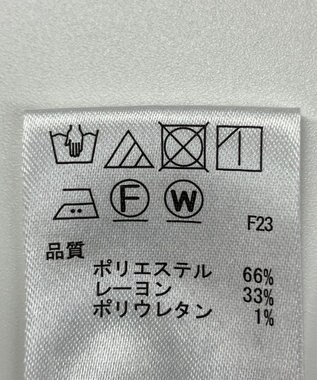 F W
F23
品質
ポリエステル 66%
レーヨン 33%
ポリウレタン 1%